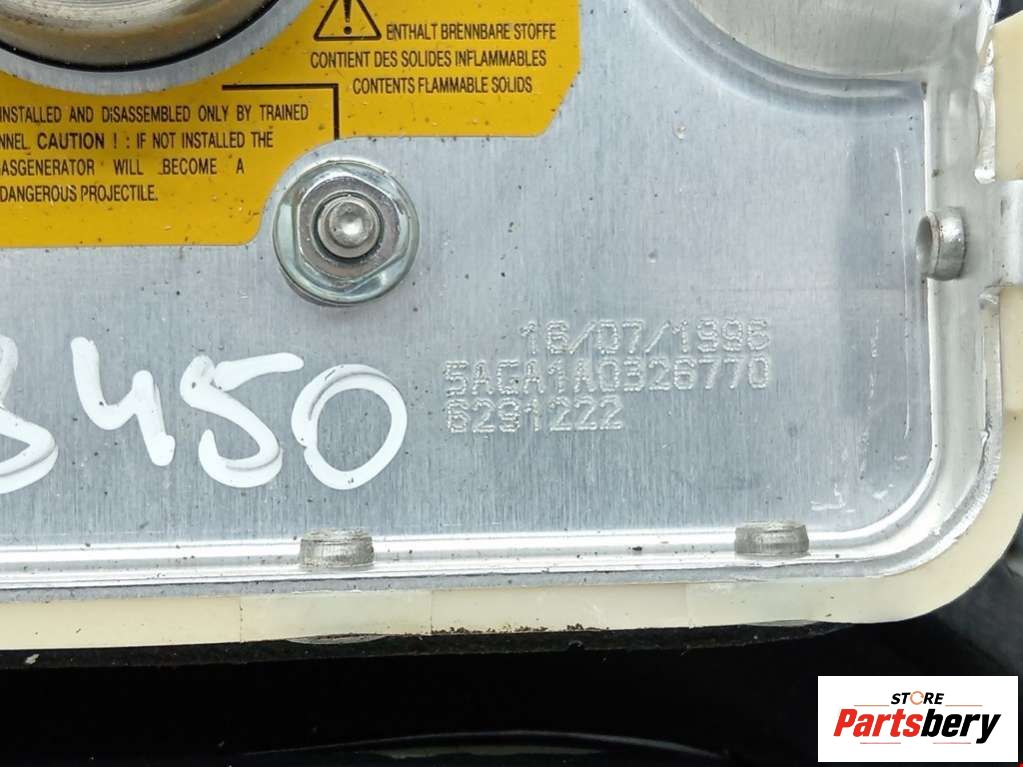 ENTHALT BRENNBARE STOFFE
CONTIENT DES SOLIDES INFLAMMABLES
CONTENTS FLAMMABLE SOLIDS
INSTALLED AND DISASSEMBLED ONLY BY TRAINED
NNEL. CAUTION ! : IF NOT INSTALLED THE
ASGENERATOR WILL BECOME A
DANGEROUS PROJECTILE.
16/07/1996
5AGA1A0326770
6291222
3450
STORE
Partsbery